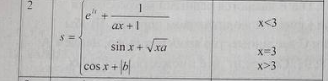 2
s = { e^{|x|} + 1/(ax + 1)    x<3
sin x + √xa    x=3
cos x + |b|    x>3